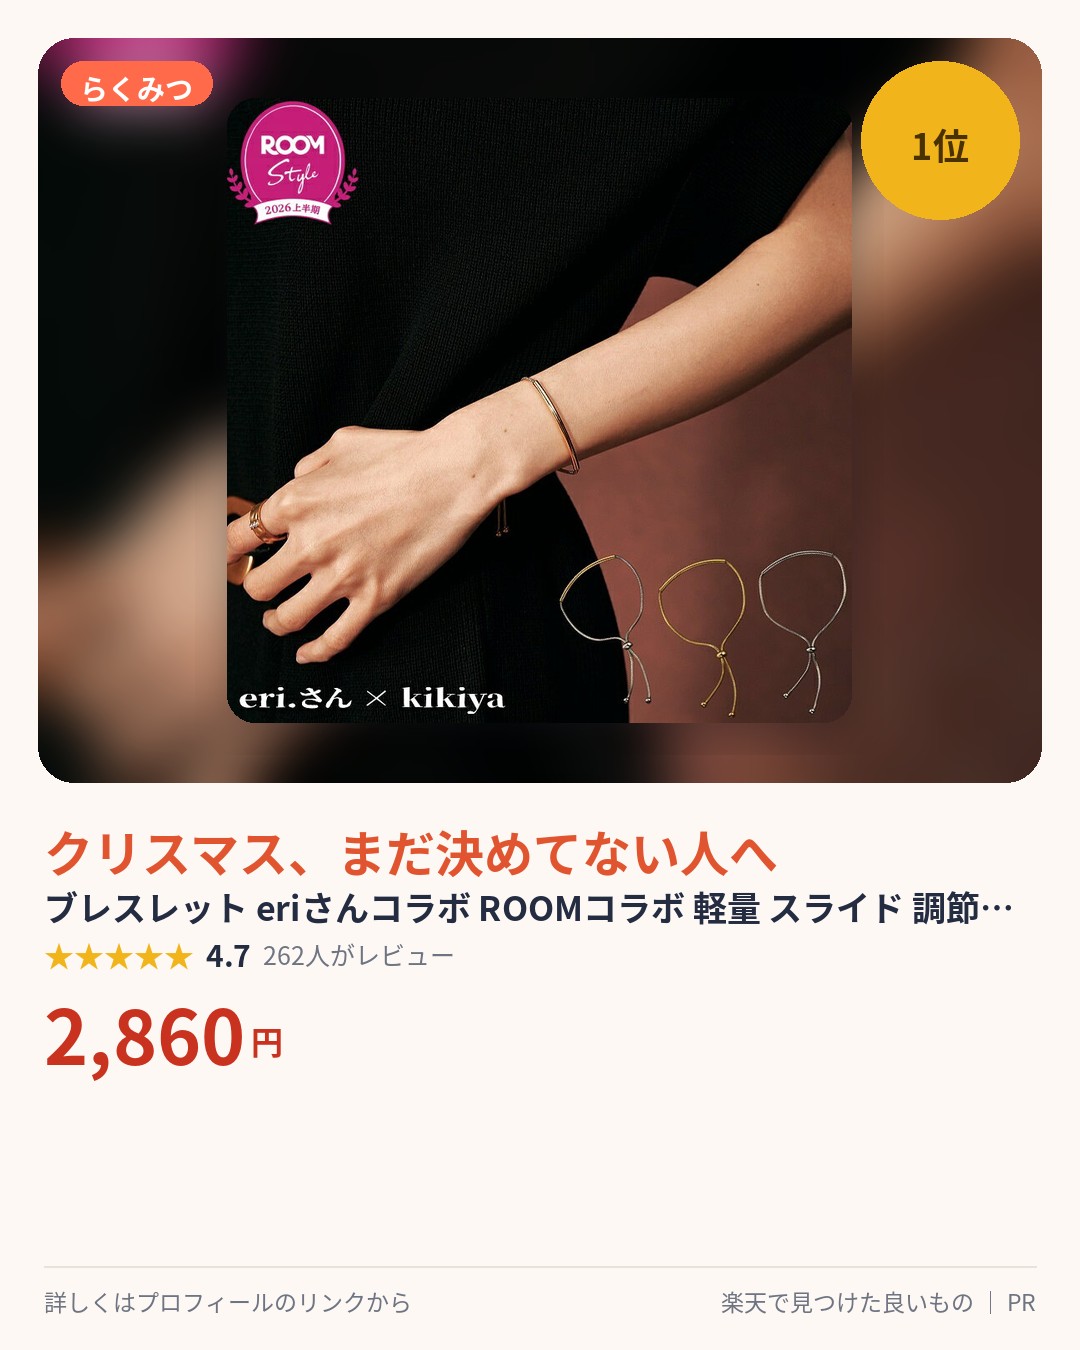 らくみつ
1位
ROOM
Style
2026上半期
eri.さん × kikiya
クリスマス、まだ決めてない人へ
ブレスレット eriさんコラボ ROOMコラボ 軽量 スライド 調節…
★★★★★ 4.7 262人がレビュー
2,860円
詳しくはプロフィールのリンクから
楽天で見つけた良いもの｜PR